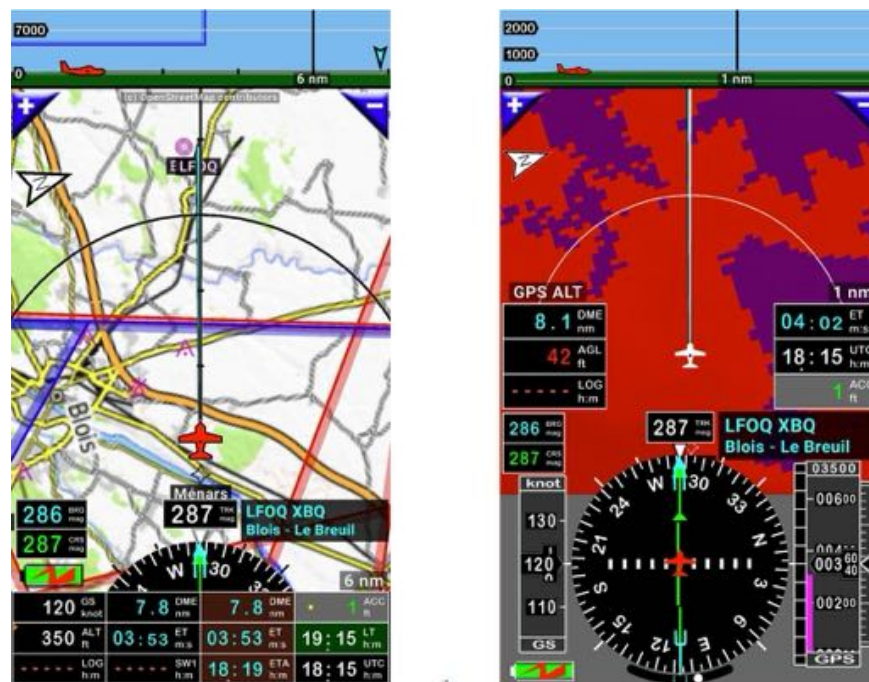 7000
0
6 nm
+
−
(c) OpenStreetMap contributors
ELFOQ
N
Blois
Ménars
286 BRG mag
287 CRS mag
287 TRK mag
LFOQ XBQ
Blois - Le Breuil
W
30
6 nm
120 GS knot
7.8 DME nm
7.8 DME nm
1 ACC ft
350 ALT ft
03:53 ET m:s
03:53 ET m:s
19:15 LT h:m
------ LOG h:m
------ SW1 h:m
18:19 ETA h:m
18:15 UTC h:m
2000
1000
0
1 nm
+
−
N
GPS ALT
1 nm
8.1 DME nm
04:02 ET m:s
42 AGL ft
18:15 UTC h:m
------ LOG h:m
1 ACC ft
286 BRG mag
287 CRS mag
287 TRK mag
LFOQ XBQ
Blois - Le Breuil
knot
130
120
110
GS
W
30
33
N
3
6
E
12
15
S
21
24
03500
00600
003
60
40
00200
GPS